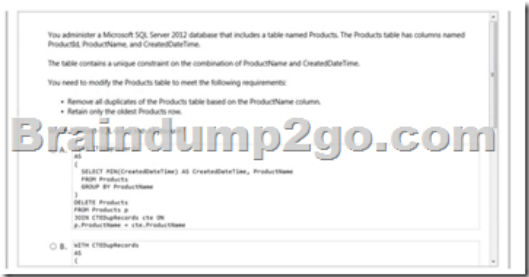 You administer a Microsoft SQL Server 2012 database that includes a table named Products. The Products table has columns named
ProductId, ProductName, and CreatedDateTime.
The table contains a unique constraint on the combination of ProductName and CreatedDateTime.
You need to modify the Products table to meet the following requirements:
• Remove all duplicates of the Products table based on the ProductName column.
• Retain only the oldest Products row.
Braindump2go.com
A.
AS
(
SELECT MIN(CreatedDateTime) AS CreatedDateTime, ProductName
FROM Products
GROUP BY ProductName
)
DELETE Products
FROM Products p
JOIN CTEDupRecords cte ON
p.ProductName = cte.ProductName
B. WITH CTEDupRecords
AS
(